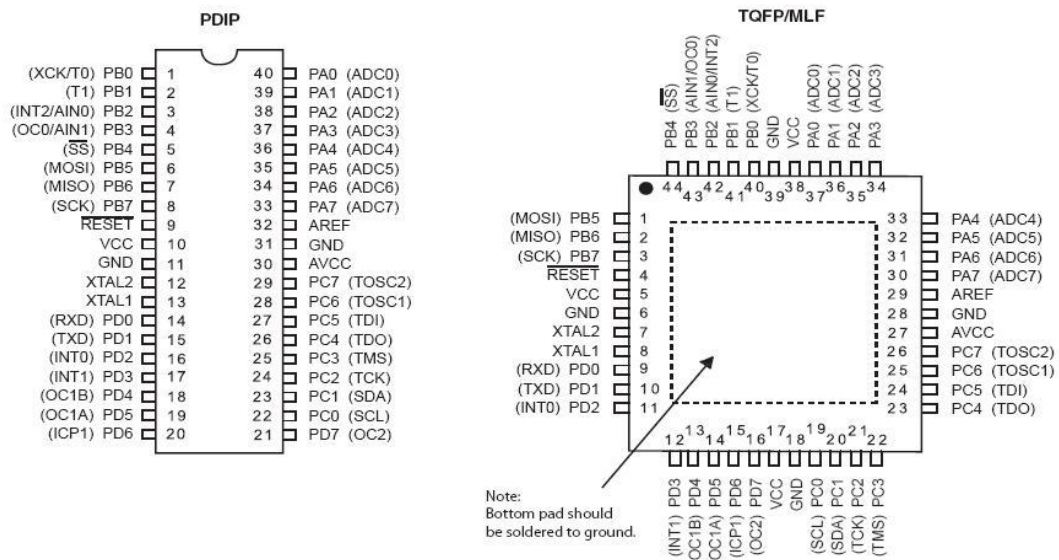 PDIP
(XCK/T0) PB0 1
(T1) PB1 2
(INT2/AIN0) PB2 3
(OC0/AIN1) PB3 4
(SS) PB4 5
(MOSI) PB5 6
(MISO) PB6 7
(SCK) PB7 8
RESET 9
VCC 10
GND 11
XTAL2 12
XTAL1 13
(RXD) PD0 14
(TXD) PD1 15
(INT0) PD2 16
(INT1) PD3 17
(OC1B) PD4 18
(OC1A) PD5 19
(ICP1) PD6 20
40 PA0 (ADC0)
39 PA1 (ADC1)
38 PA2 (ADC2)
37 PA3 (ADC3)
36 PA4 (ADC4)
35 PA5 (ADC5)
34 PA6 (ADC6)
33 PA7 (ADC7)
32 AREF
31 GND
30 AVCC
29 PC7 (TOSC2)
28 PC6 (TOSC1)
27 PC5 (TDI)
26 PC4 (TDO)
25 PC3 (TMS)
24 PC2 (TCK)
23 PC1 (SDA)
22 PC0 (SCL)
21 PD7 (OC2)
TQFP/MLF
PB4 (SS) 44
PB3 (AIN1/OC0) 43
PB2 (AIN0/INT2) 42
PB1 (T1) 41
PB0 (XCK/T0) 40
GND 39
VCC 38
PA0 (ADC0) 37
PA1 (ADC1) 36
PA2 (ADC2) 35
PA3 (ADC3) 34
(MOSI) PB5 1
(MISO) PB6 2
(SCK) PB7 3
RESET 4
VCC 5
GND 6
XTAL2 7
XTAL1 8
(RXD) PD0 9
(TXD) PD1 10
(INT0) PD2 11
33 PA4 (ADC4)
32 PA5 (ADC5)
31 PA6 (ADC6)
30 PA7 (ADC7)
29 AREF
28 GND
27 AVCC
26 PC7 (TOSC2)
25 PC6 (TOSC1)
24 PC5 (TDI)
23 PC4 (TDO)
12 (INT1) PD3
13 OC1B) PD4
14 OC1A) PD5
15 (ICP1) PD6
16 (OC2) PD7
17 VCC
18 GND
19 (SCL) PC0
20 (SDA) PC1
21 (TCK) PC2
22 (TMS) PC3
Note:
Bottom pad should
be soldered to ground.